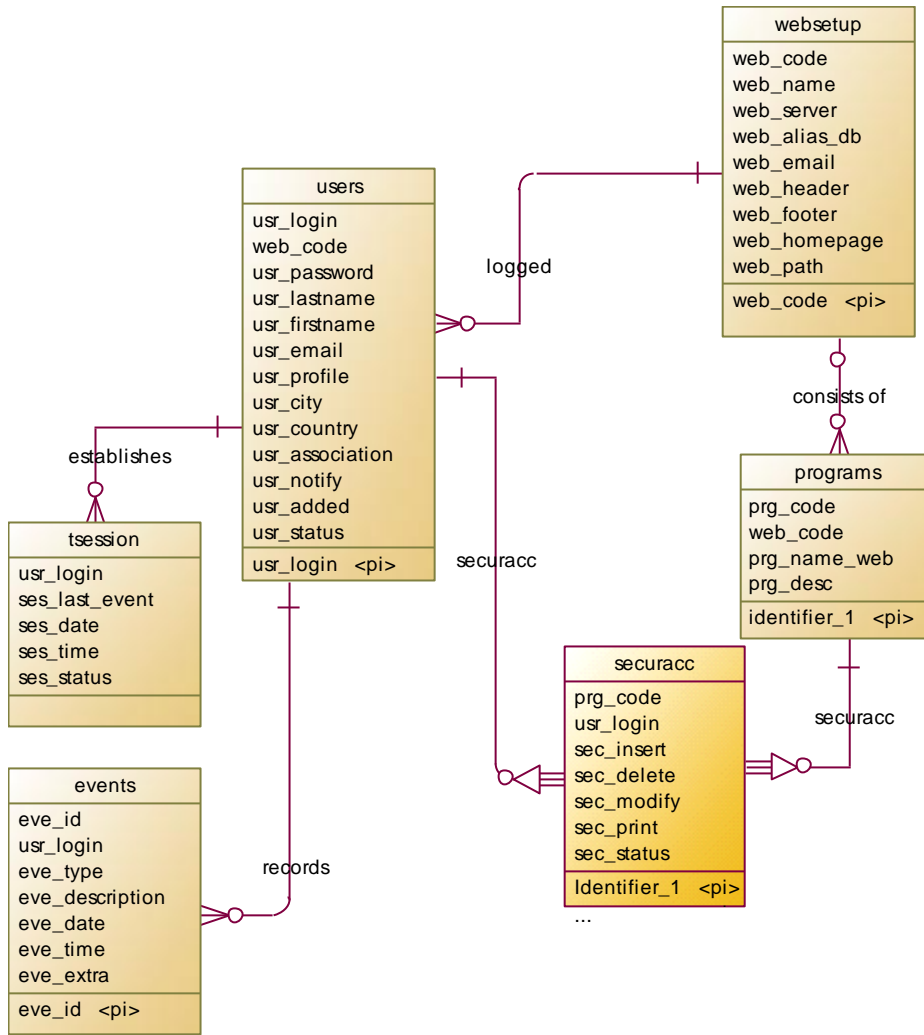 websetup
web_code
web_name
web_server
web_alias_db
web_email
web_header
web_footer
web_homepage
web_path
web_code <pi>
users
usr_login
web_code
usr_password
usr_lastname
usr_firstname
usr_email
usr_profile
usr_city
usr_country
usr_association
usr_notify
usr_added
usr_status
usr_login <pi>
logged
consists of
establishes
programs
prg_code
web_code
prg_name_web
prg_desc
identifier_1 <pi>
tsession
usr_login
ses_last_event
ses_date
ses_time
ses_status
securacc
securacc
prg_code
usr_login
sec_insert
sec_delete
sec_modify
sec_print
sec_status
Identifier_1 <pi>
...
securacc
events
eve_id
usr_login
eve_type
eve_description
eve_date
eve_time
eve_extra
eve_id <pi>
records